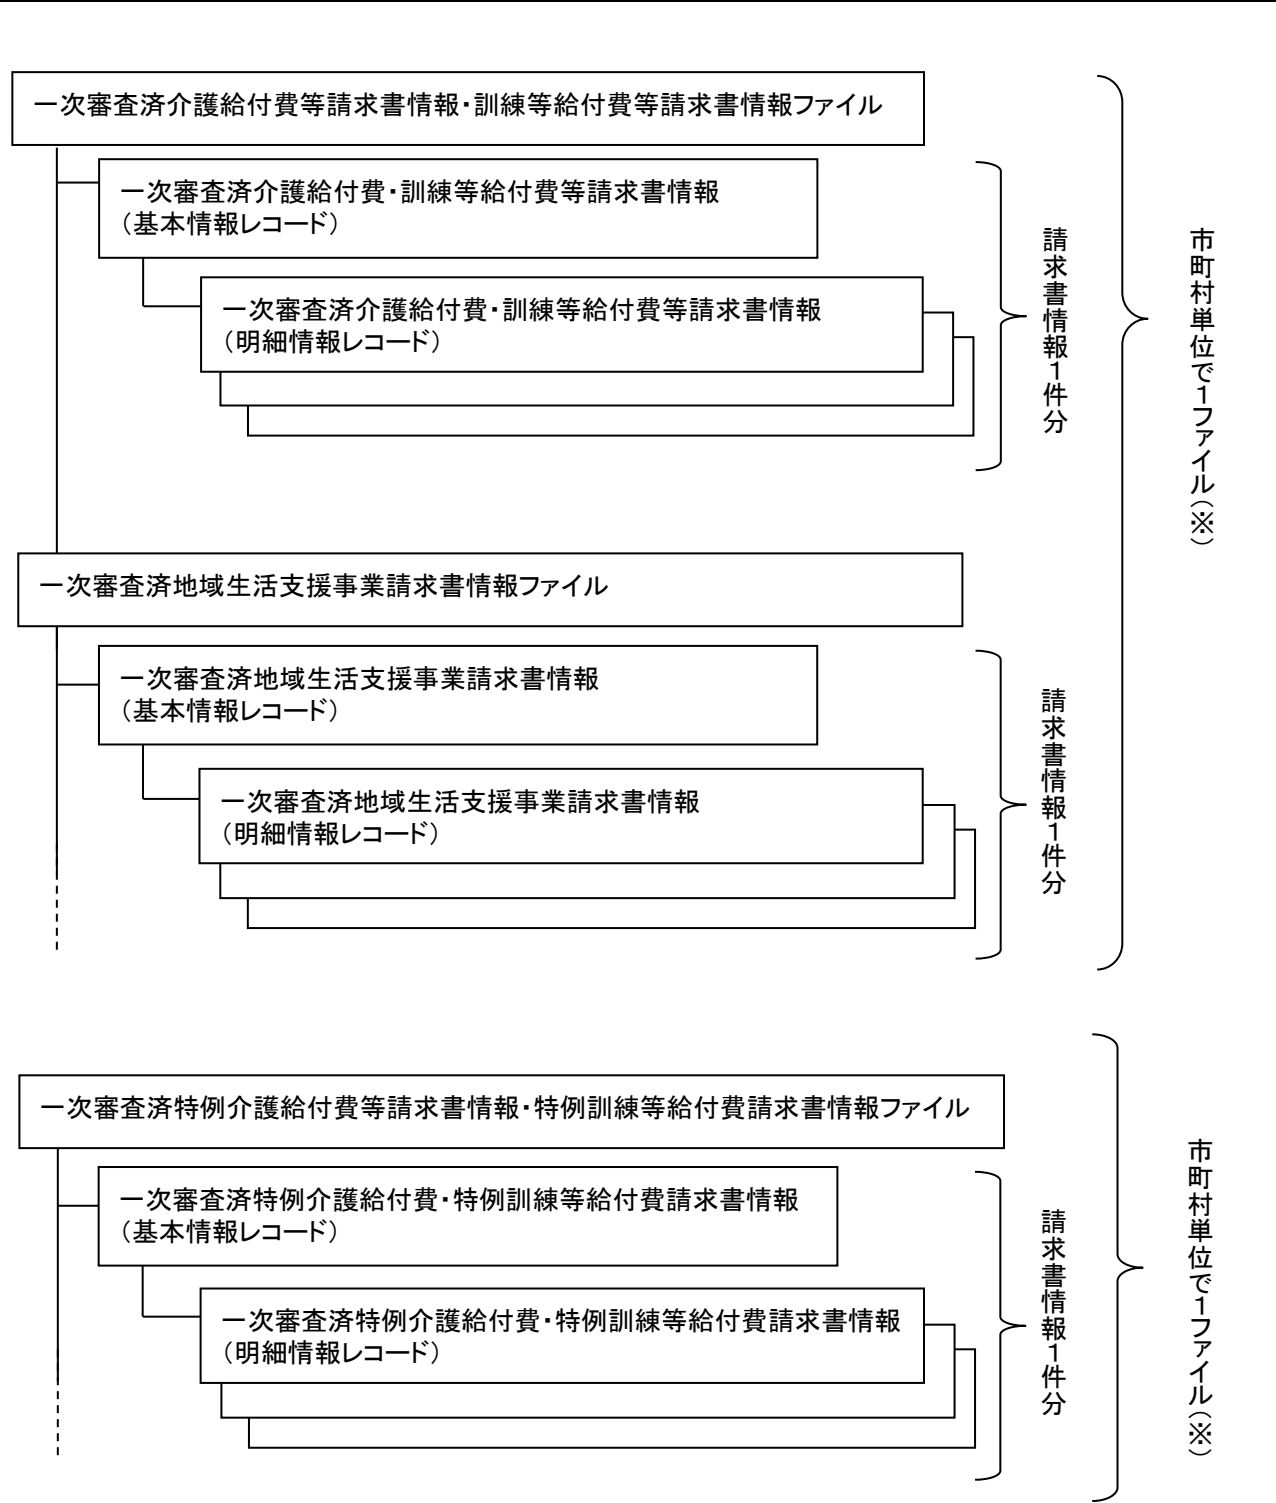 一次審査済介護給付費等請求書情報・訓練等給付費等請求書情報ファイル
一次審査済介護給付費・訓練等給付費等請求書情報
（基本情報レコード）
一次審査済介護給付費・訓練等給付費等請求書情報
（明細情報レコード）
請求書情報１件分
市町村単位で１ファイル（※）
一次審査済地域生活支援事業請求書情報ファイル
一次審査済地域生活支援事業請求書情報
（基本情報レコード）
一次審査済地域生活支援事業請求書情報
（明細情報レコード）
請求書情報１件分
一次審査済特例介護給付費等請求書情報・特例訓練等給付費請求書情報ファイル
一次審査済特例介護給付費・特例訓練等給付費請求書情報
（基本情報レコード）
一次審査済特例介護給付費・特例訓練等給付費請求書情報
（明細情報レコード）
請求書情報１件分
市町村単位で１ファイル（※）